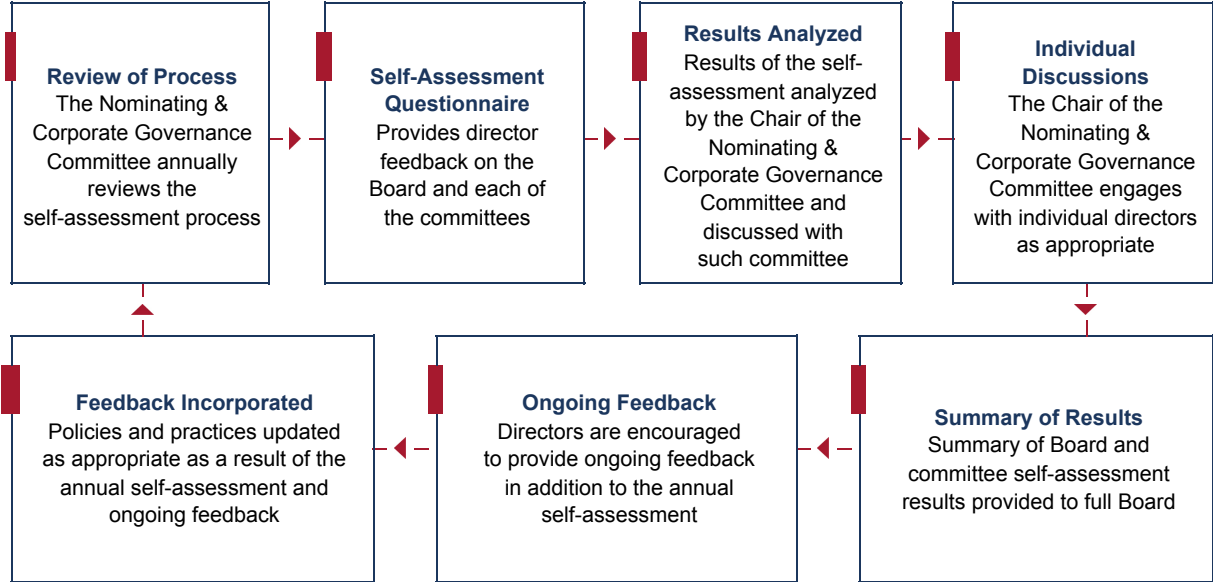 Review of Process
The Nominating &
Corporate Governance
Committee annually
reviews the
self-assessment process
Self-Assessment
Questionnaire
Provides director
feedback on the
Board and each of
the committees
Results Analyzed
Results of the self-
assessment analyzed
by the Chair of the
Nominating &
Corporate Governance
Committee and
discussed with
such committee
Individual
Discussions
The Chair of the
Nominating &
Corporate Governance
Committee engages
with individual directors
as appropriate
Feedback Incorporated
Policies and practices updated
as appropriate as a result of the
annual self-assessment and
ongoing feedback
Ongoing Feedback
Directors are encouraged
to provide ongoing feedback
in addition to the annual
self-assessment
Summary of Results
Summary of Board and
committee self-assessment
results provided to full Board